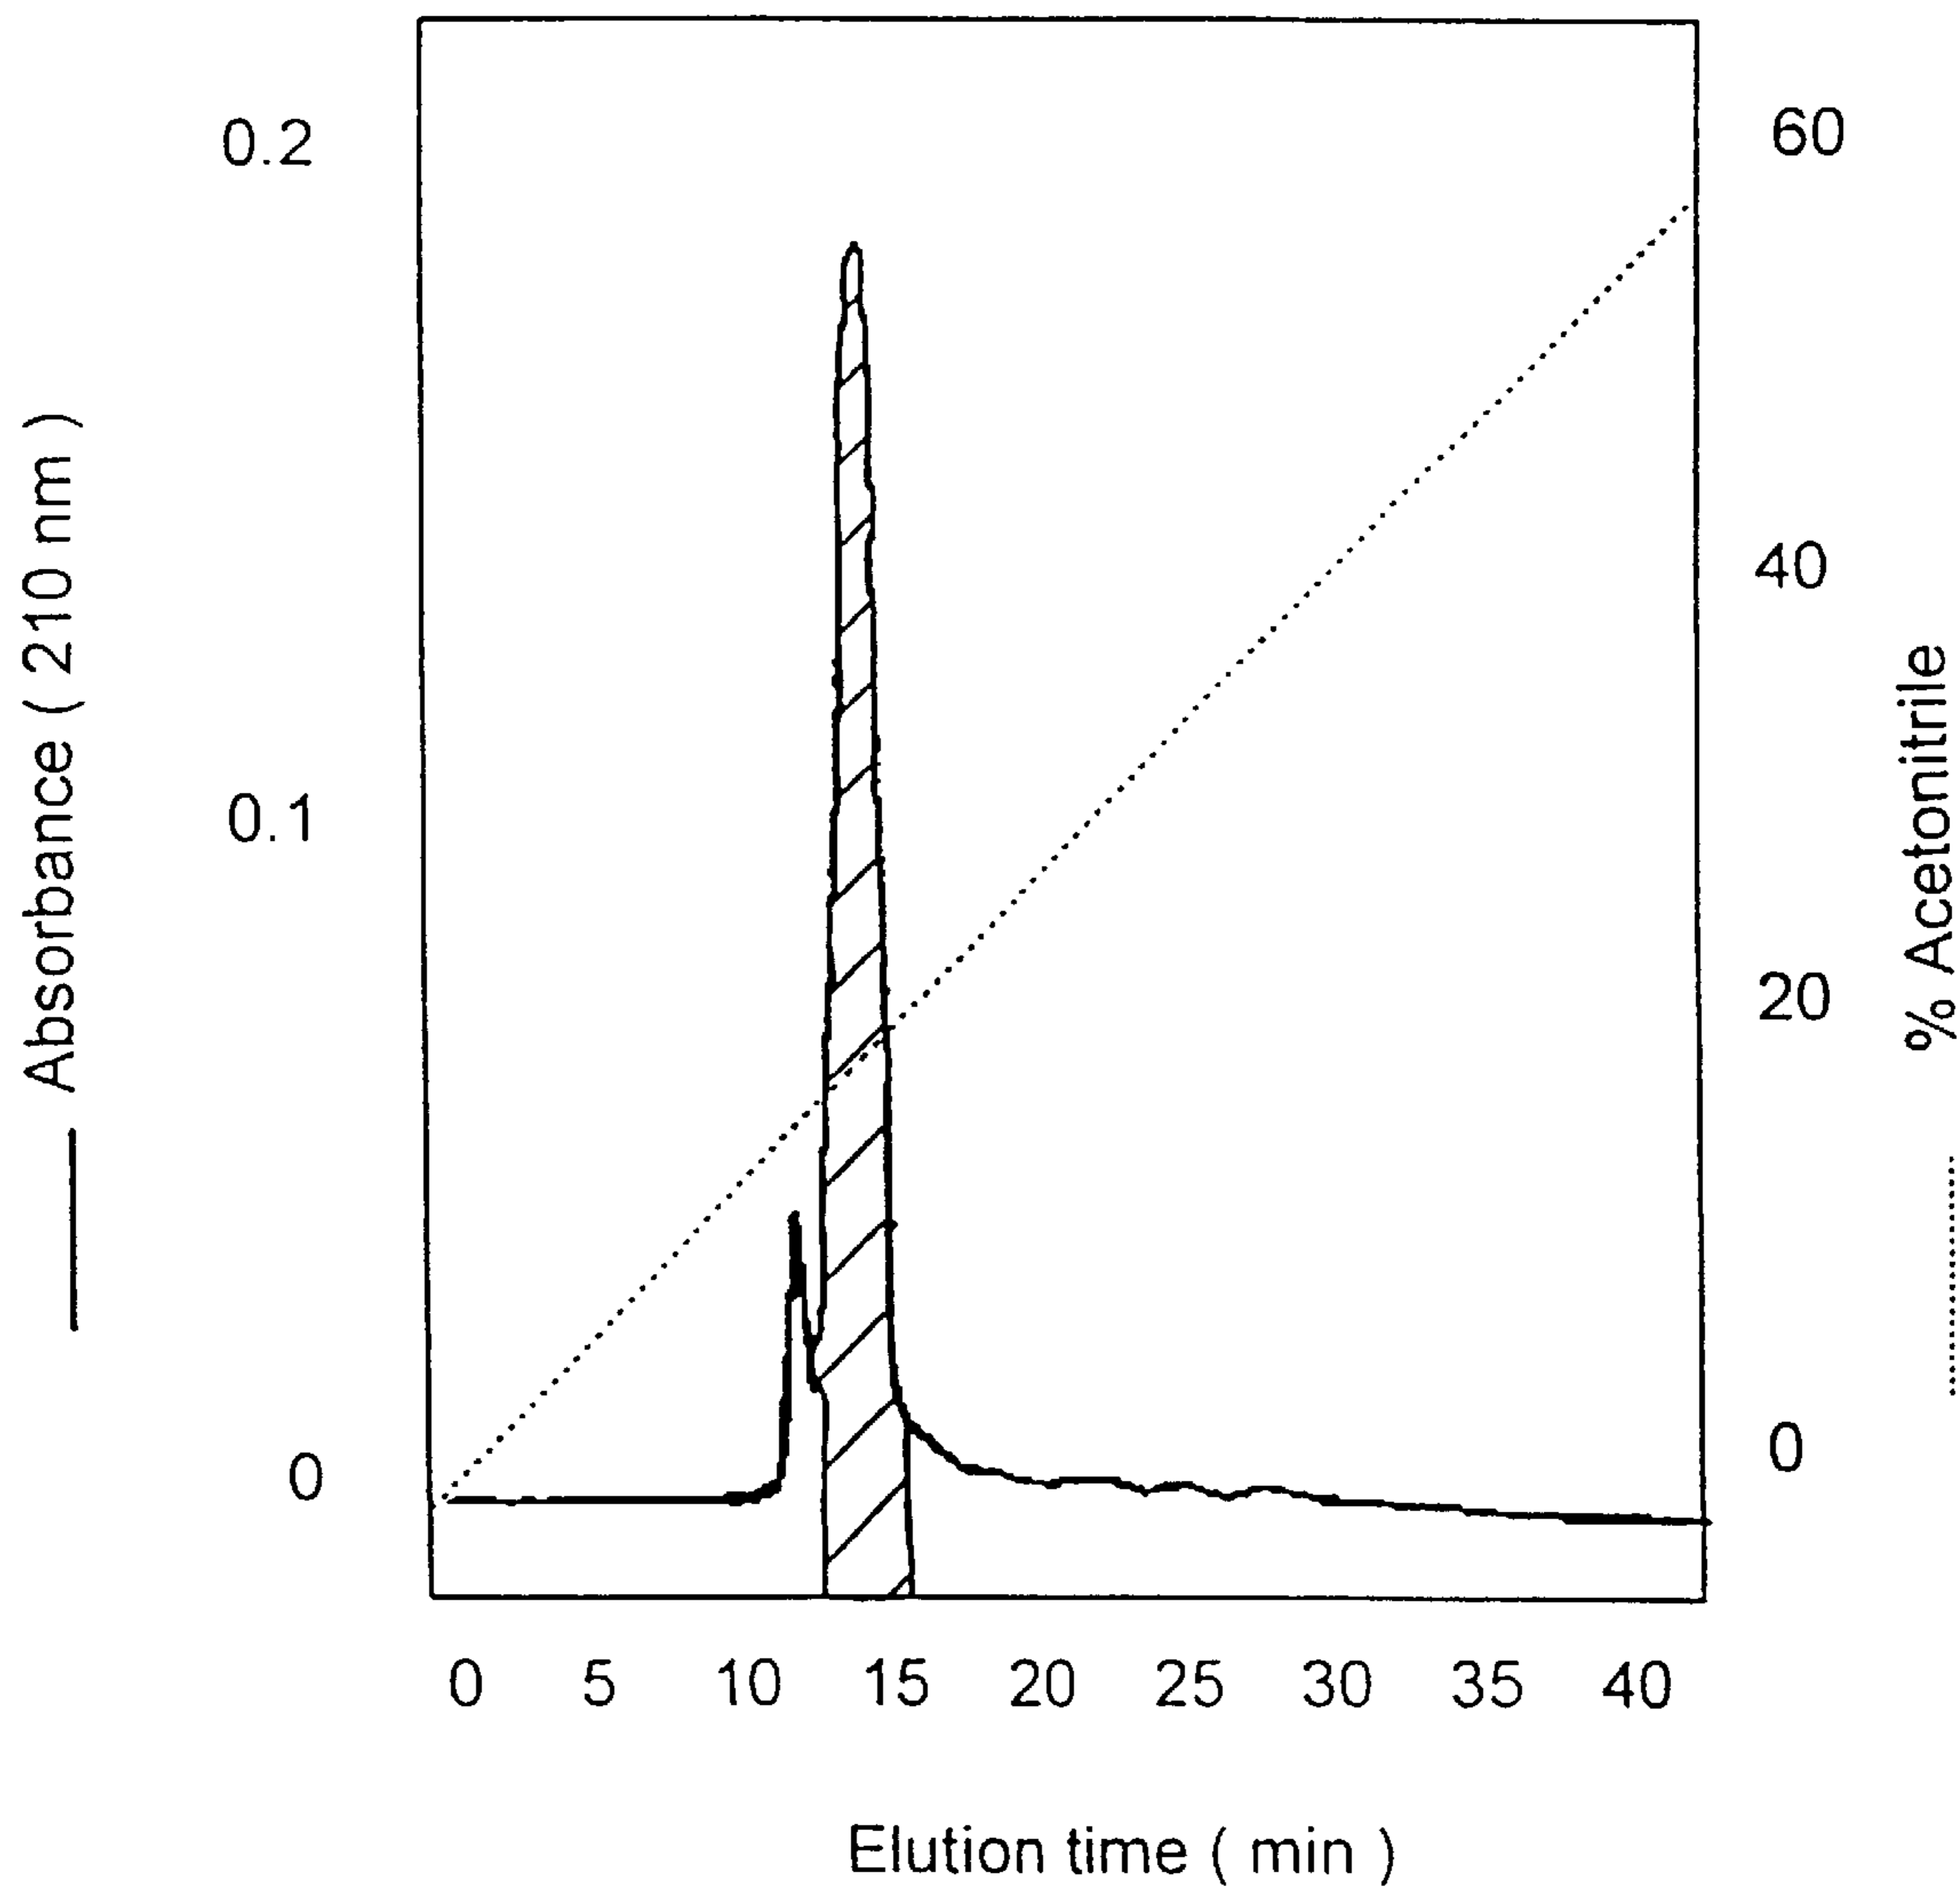 0.2
0.1
0
Absorbance ( 210 nm )
60
40
20
0
% Acetonitrile
0 5 10 15 20 25 30 35 40
Elution time ( min )